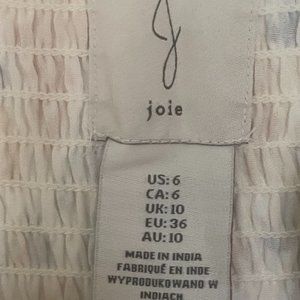 J
joie
US: 6
CA: 6
UK: 10
EU: 36
AU: 10
MADE IN INDIA
FABRIQUÉ EN INDE
WYPRODUKOWANO W
INDIACH